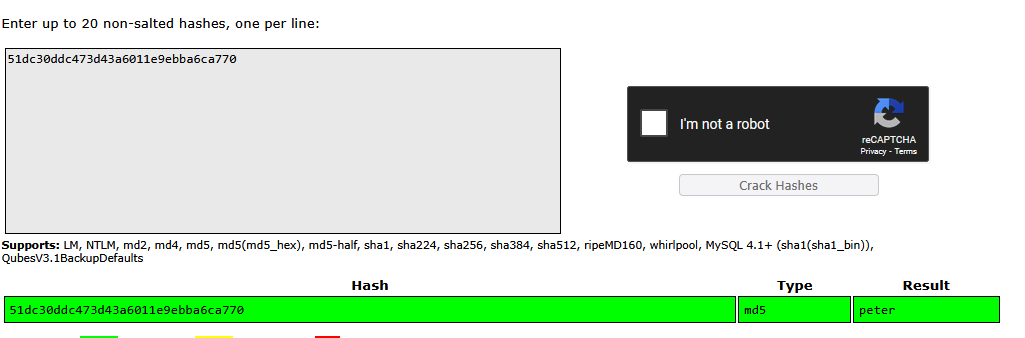 Enter up to 20 non-salted hashes, one per line:
51dc30ddc473d43a6011e9ebba6ca770
I'm not a robot
reCAPTCHA
Privacy - Terms
Crack Hashes
Supports: LM, NTLM, md2, md4, md5, md5(md5_hex), md5-half, sha1, sha224, sha256, sha384, sha512, ripeMD160, whirlpool, MySQL 4.1+ (sha1(sha1_bin)),
QubesV3.1BackupDefaults
Hash Type Result
51dc30ddc473d43a6011e9ebba6ca770 md5 peter